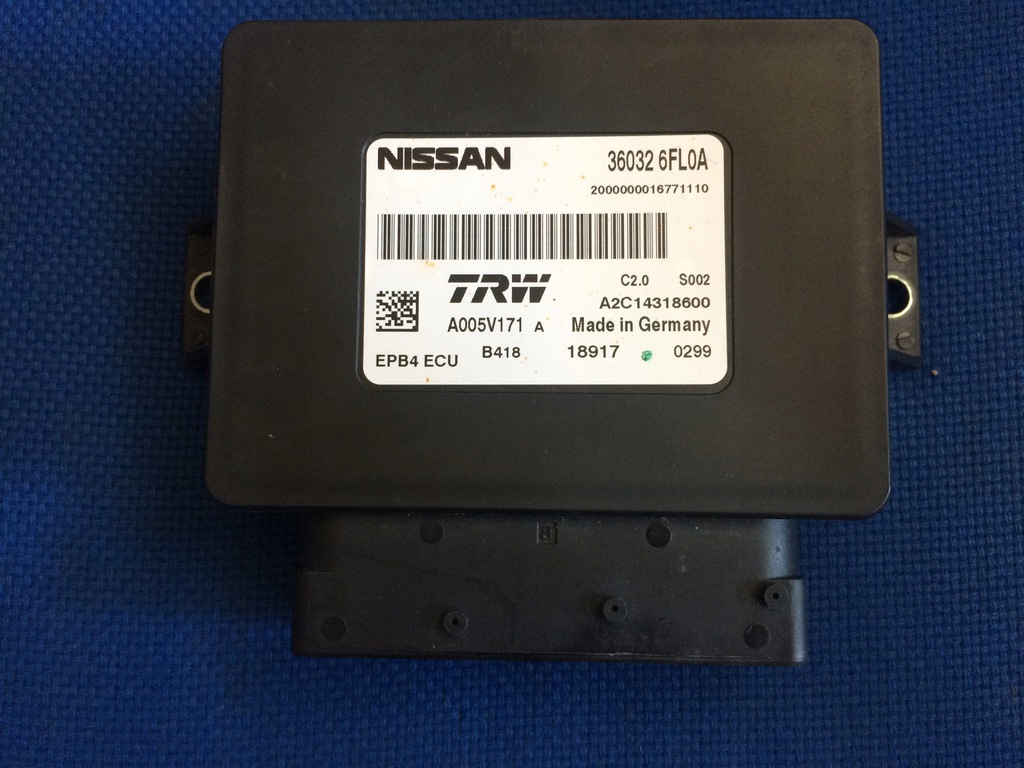 NISSAN 36032 6FL0A
2000000016771110
TRW C2.0 S002
A2C14318600
A005V171 A Made in Germany
EPB4 ECU B418 18917 0299